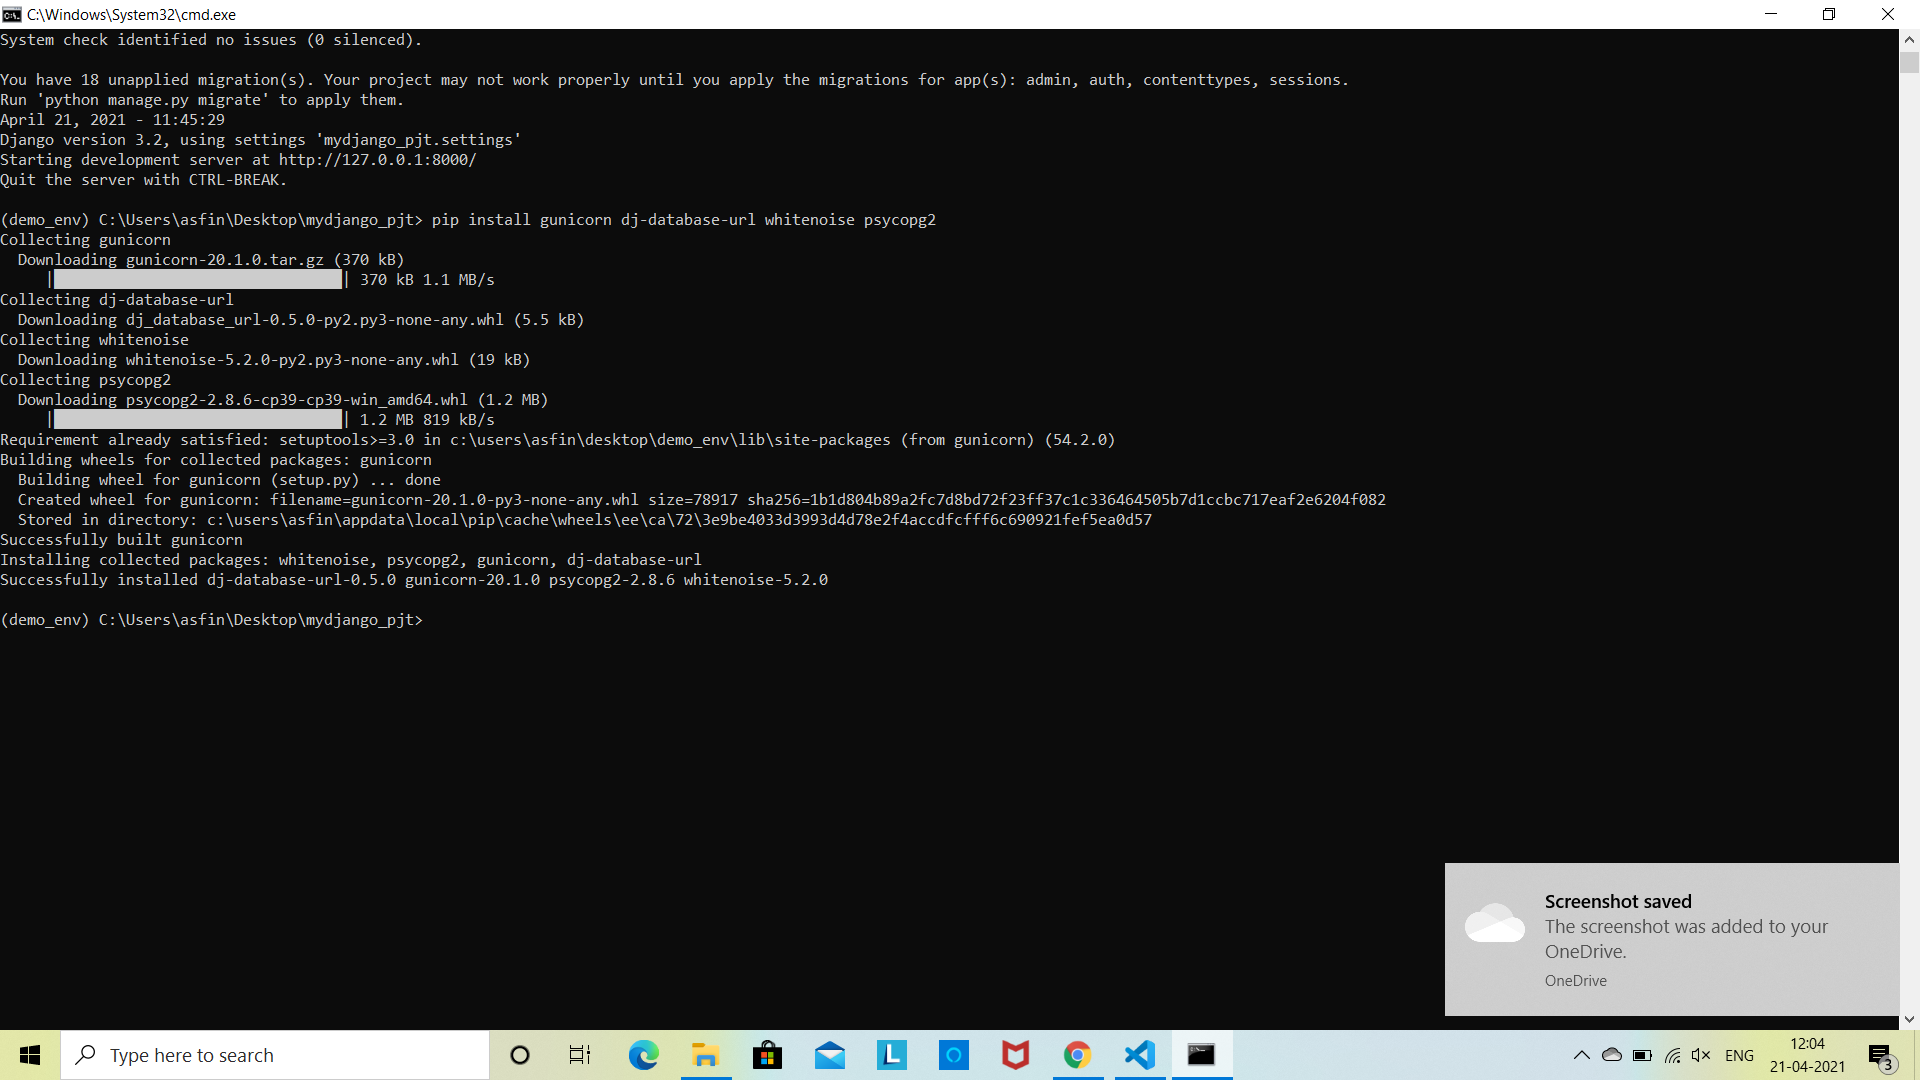 C:\Windows\System32\cmd.exe
System check identified no issues (0 silenced).
You have 18 unapplied migration(s). Your project may not work properly until you apply the migrations for app(s): admin, auth, contenttypes, sessions.
Run 'python manage.py migrate' to apply them.
April 21, 2021 - 11:45:29
Django version 3.2, using settings 'mydjango_pjt.settings'
Starting development server at http://127.0.0.1:8000/
Quit the server with CTRL-BREAK.
(demo_env) C:\Users\asfin\Desktop\mydjango_pjt> pip install gunicorn dj-database-url whitenoise psycopg2
Collecting gunicorn
Downloading gunicorn-20.1.0.tar.gz (370 kB)
| | 370 kB 1.1 MB/s
Collecting dj-database-url
Downloading dj_database_url-0.5.0-py2.py3-none-any.whl (5.5 kB)
Collecting whitenoise
Downloading whitenoise-5.2.0-py2.py3-none-any.whl (19 kB)
Collecting psycopg2
Downloading psycopg2-2.8.6-cp39-cp39-win_amd64.whl (1.2 MB)
| | 1.2 MB 819 kB/s
Requirement already satisfied: setuptools>=3.0 in c:\users\asfin\desktop\demo_env\lib\site-packages (from gunicorn) (54.2.0)
Building wheels for collected packages: gunicorn
Building wheel for gunicorn (setup.py) ... done
Created wheel for gunicorn: filename=gunicorn-20.1.0-py3-none-any.whl size=78917 sha256=1b1d804b89a2fc7d8bd72f23ff37c1c336464505b7d1ccbc717eaf2e6204f082
Stored in directory: c:\users\asfin\appdata\local\pip\cache\wheels\ee\ca\72\3e9be4033d3993d4d78e2f4accdfcfff6c690921fef5ea0d57
Successfully built gunicorn
Installing collected packages: whitenoise, psycopg2, gunicorn, dj-database-url
Successfully installed dj-database-url-0.5.0 gunicorn-20.1.0 psycopg2-2.8.6 whitenoise-5.2.0
(demo_env) C:\Users\asfin\Desktop\mydjango_pjt>
Screenshot saved
The screenshot was added to your
OneDrive.
OneDrive
Type here to search
L
ENG
12:04
21-04-2021
3